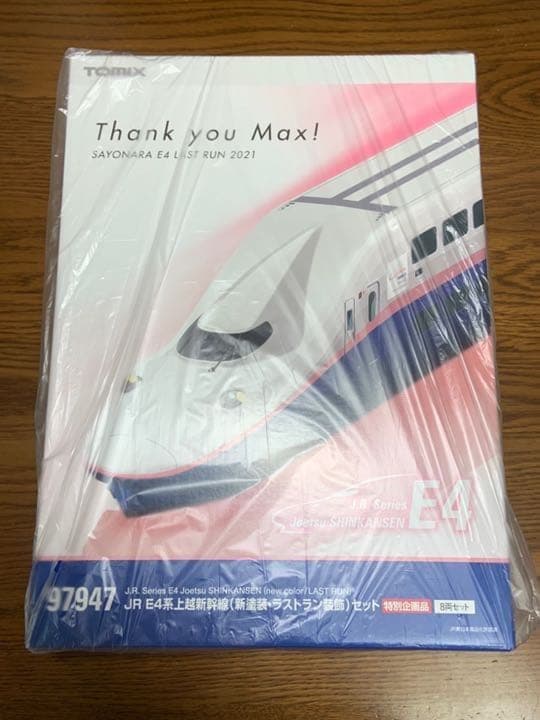 TOMIX
Thank you Max!
SAYONARA E4 LAST RUN 2021
J.R. Series
Joetsu SHINKANSEN E4
97947
J.R. Series E4 Joetsu SHINKANSEN (new color/LAST RUN)
JR E4系上越新幹線(新塗装・ラストラン装飾)セット 特別企画品 8両セット